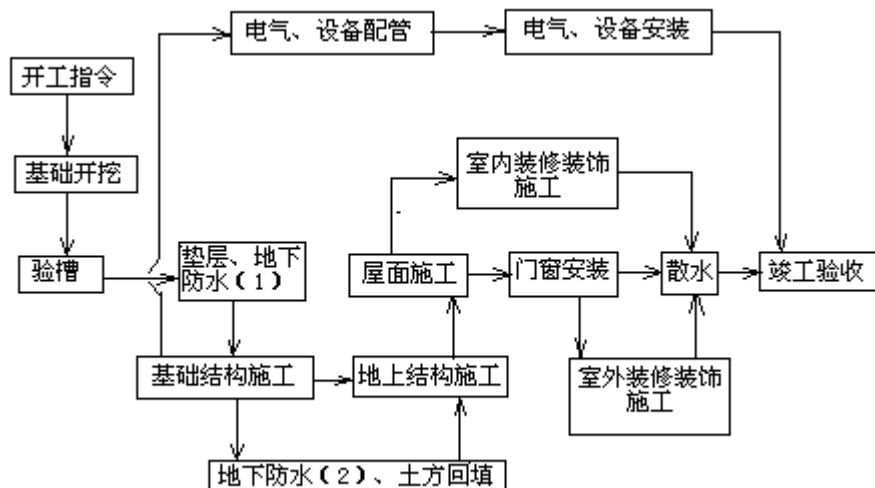 电气、设备配管
电气、设备安装
开工指令
基础开挖
室内装修装饰
施工
验槽
垫层、地下
防水(1)
屋面施工
门窗安装
散水
竣工验收
基础结构施工
地上结构施工
室外装修装饰
施工
地下防水(2)、土方回填